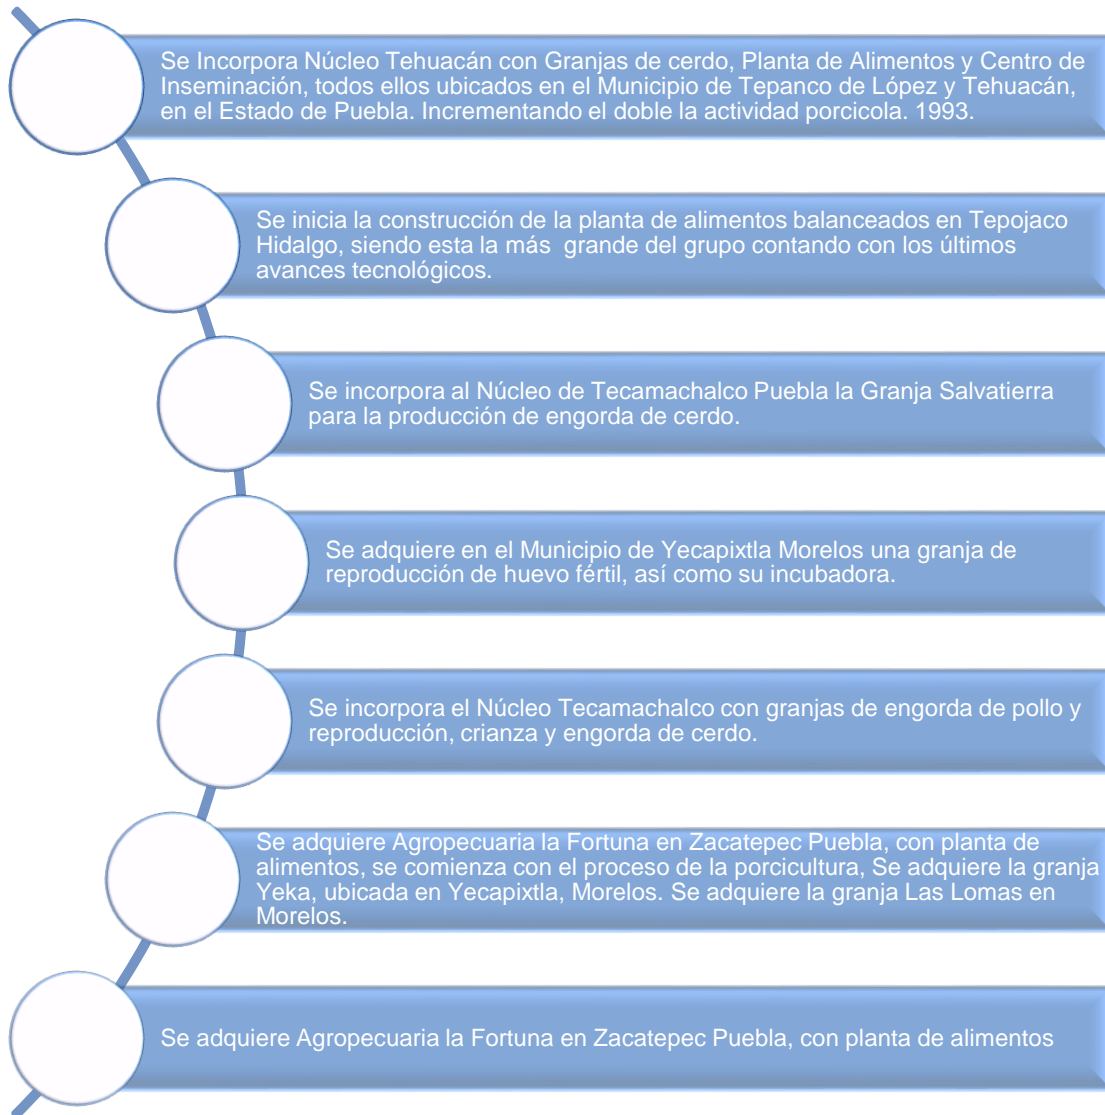 Se Incorpora Núcleo Tehuacán con Granjas de cerdo, Planta de Alimentos y Centro de
Inseminación, todos ellos ubicados en el Municipio de Tepanco de López y Tehuacán,
en el Estado de Puebla. Incrementando el doble la actividad porcicola. 1993.
Se inicia la construcción de la planta de alimentos balanceados en Tepojaco
Hidalgo, siendo esta la más grande del grupo contando con los últimos
avances tecnológicos.
Se incorpora al Núcleo de Tecamachalco Puebla la Granja Salvatierra
para la producción de engorda de cerdo.
Se adquiere en el Municipio de Yecapixtla Morelos una granja de
reproducción de huevo fértil, así como su incubadora.
Se incorpora el Núcleo Tecamachalco con granjas de engorda de pollo y
reproducción, crianza y engorda de cerdo.
Se adquiere Agropecuaria la Fortuna en Zacatepec Puebla, con planta de
alimentos, se comienza con el proceso de la porcicultura, Se adquiere la granja
Yeka, ubicada en Yecapixtla, Morelos. Se adquiere la granja Las Lomas en
Morelos.
Se adquiere Agropecuaria la Fortuna en Zacatepec Puebla, con planta de alimentos